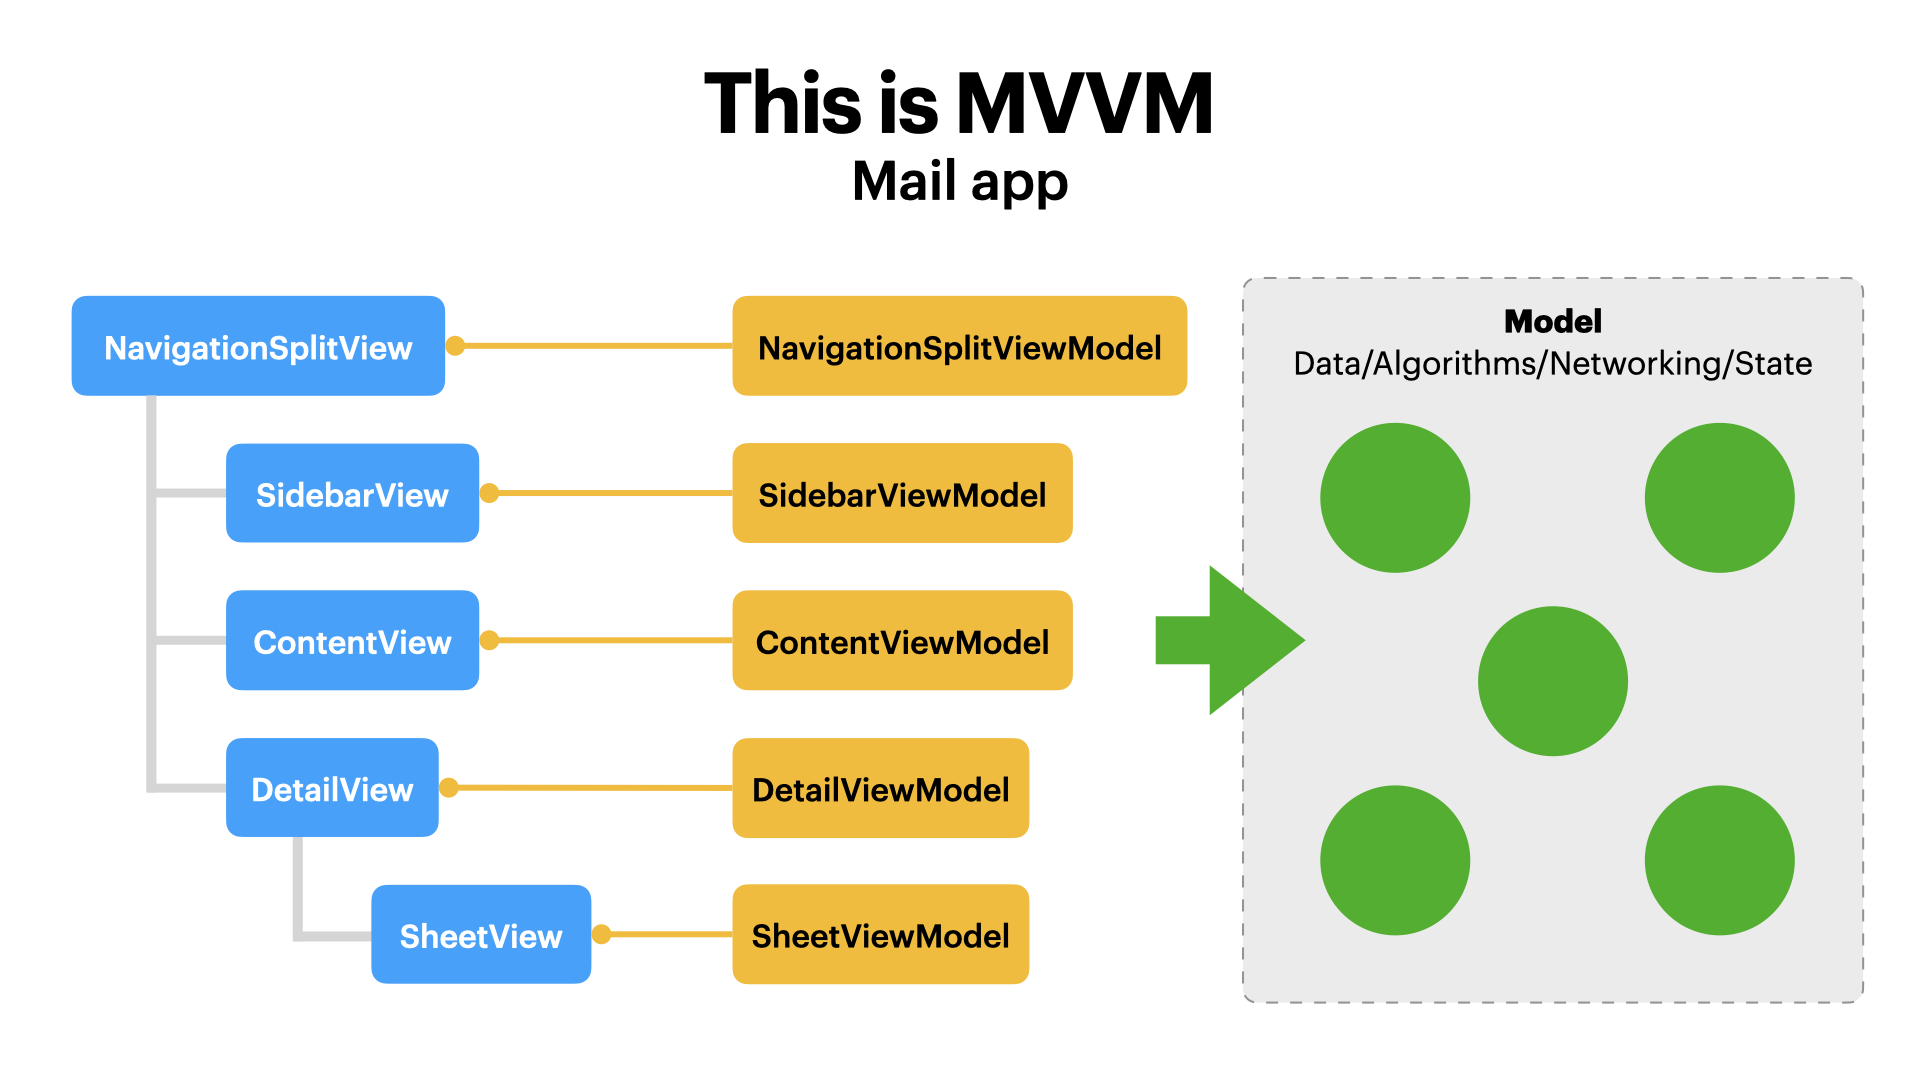 This is MVVM
Mail app
NavigationSplitView
NavigationSplitViewModel
SidebarView
SidebarViewModel
ContentView
ContentViewModel
DetailView
DetailViewModel
SheetView
SheetViewModel
Model
Data/Algorithms/Networking/State